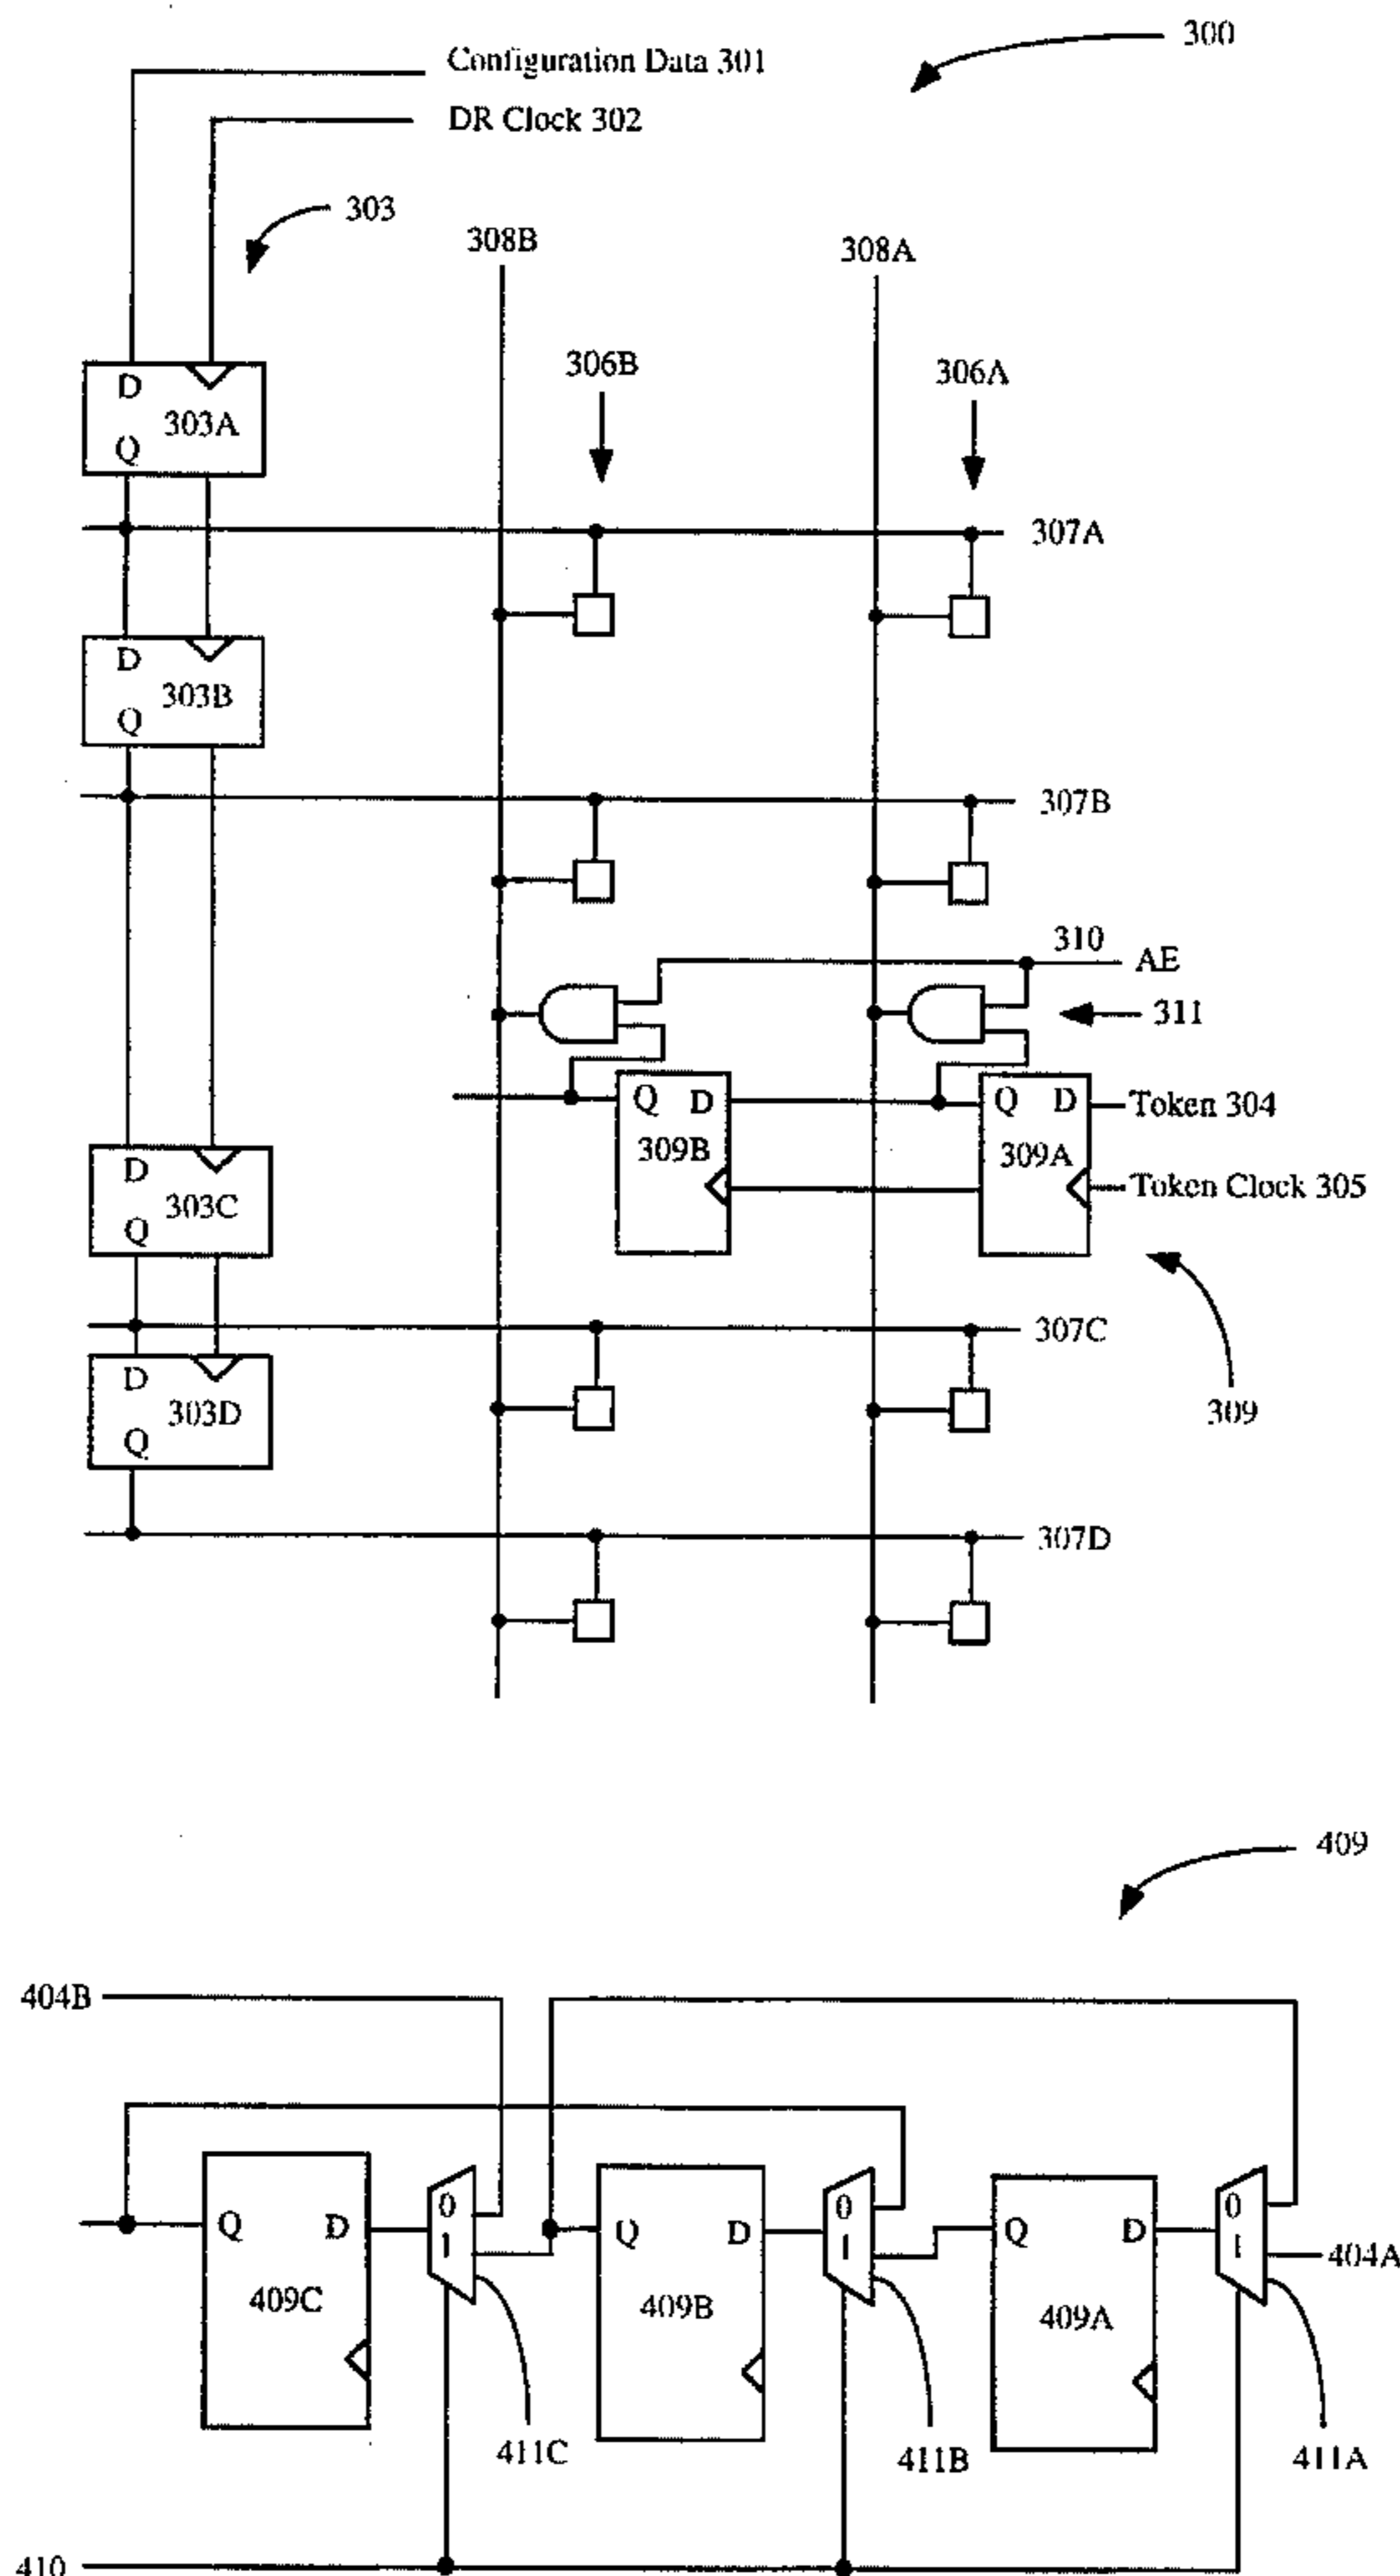 300
Configuration Data 301
DR Clock 302
303
308B
308A
306B
306A
D
303A
Q
307A
D
303B
Q
307B
310
AE
311
Q D
309B
Q D
309A
Token 304
Token Clock 305
D
303C
Q
307C
309
D
303D
Q
307D
409
404B
0
1
0
1
0
1
Q D
Q D
Q D
404A
409C
409B
409A
411C
411B
411A
410